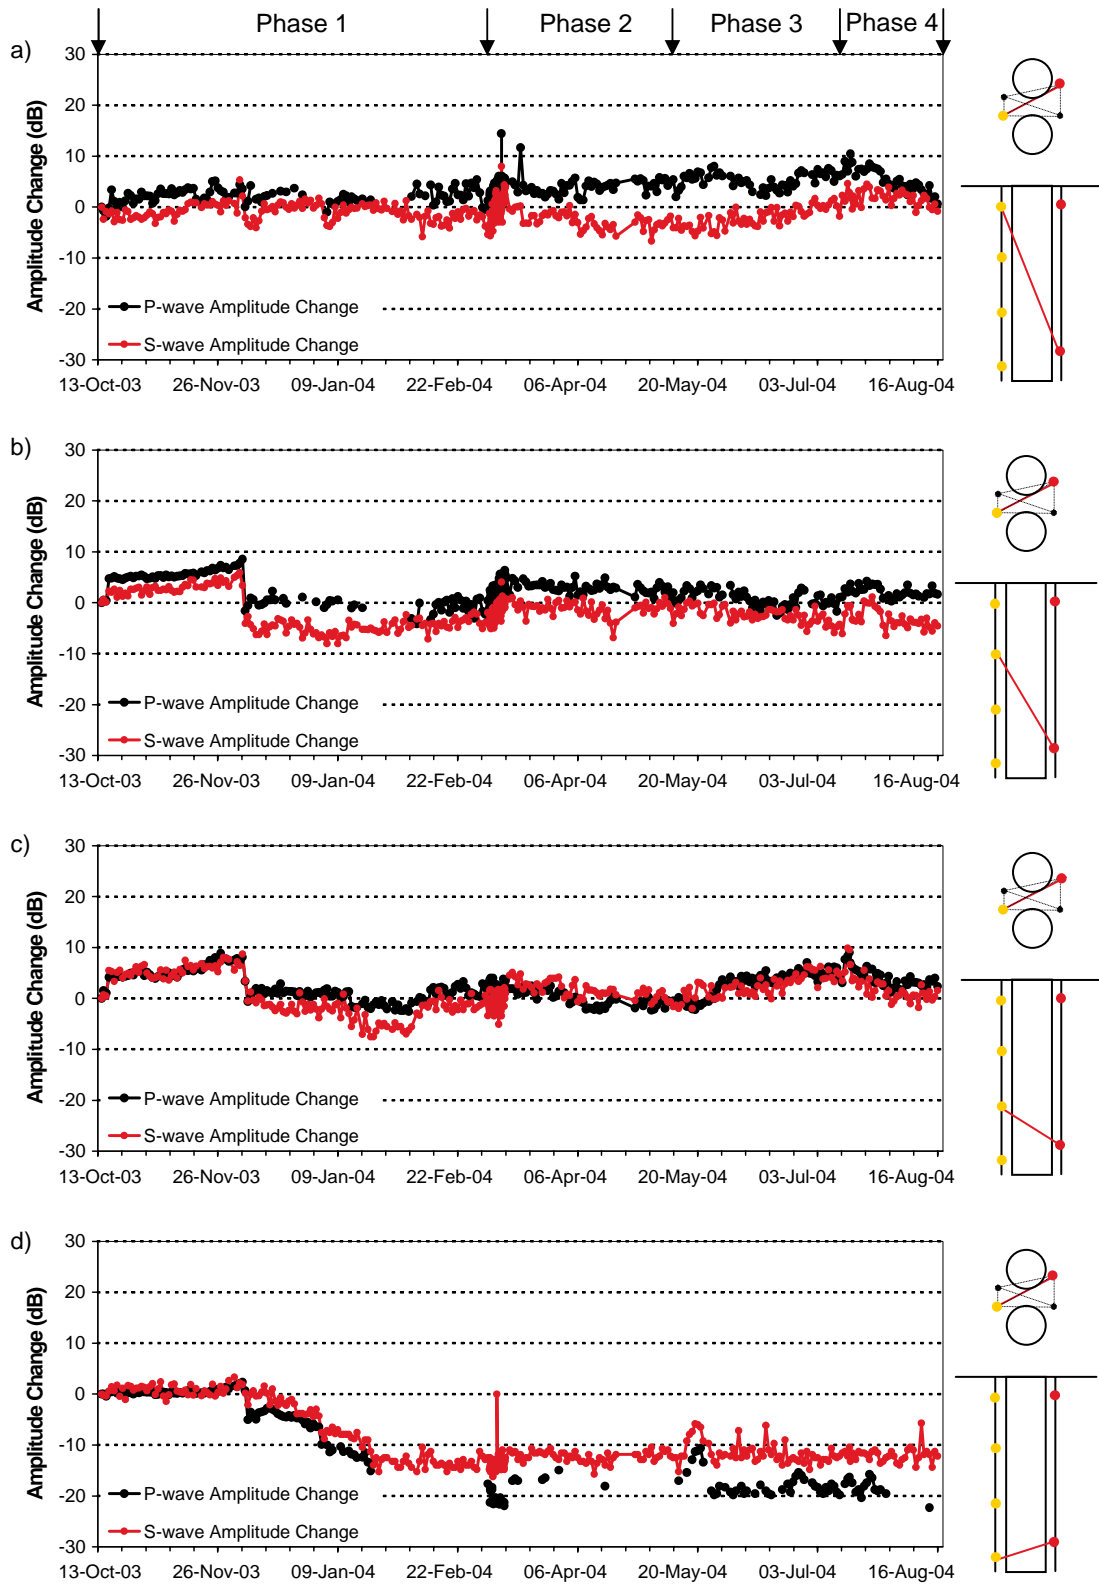 Phase 1 Phase 2 Phase 3 Phase 4
a)
30
20
10
0
-10
-20
-30
Amplitude Change (dB)
P-wave Amplitude Change
S-wave Amplitude Change
13-Oct-03 26-Nov-03 09-Jan-04 22-Feb-04 06-Apr-04 20-May-04 03-Jul-04 16-Aug-04
b)
30
20
10
0
-10
-20
-30
Amplitude Change (dB)
P-wave Amplitude Change
S-wave Amplitude Change
13-Oct-03 26-Nov-03 09-Jan-04 22-Feb-04 06-Apr-04 20-May-04 03-Jul-04 16-Aug-04
c)
30
20
10
0
-10
-20
-30
Amplitude Change (dB)
P-wave Amplitude Change
S-wave Amplitude Change
13-Oct-03 26-Nov-03 09-Jan-04 22-Feb-04 06-Apr-04 20-May-04 03-Jul-04 16-Aug-04
d)
30
20
10
0
-10
-20
-30
Amplitude Change (dB)
P-wave Amplitude Change
S-wave Amplitude Change
13-Oct-03 26-Nov-03 09-Jan-04 22-Feb-04 06-Apr-04 20-May-04 03-Jul-04 16-Aug-04